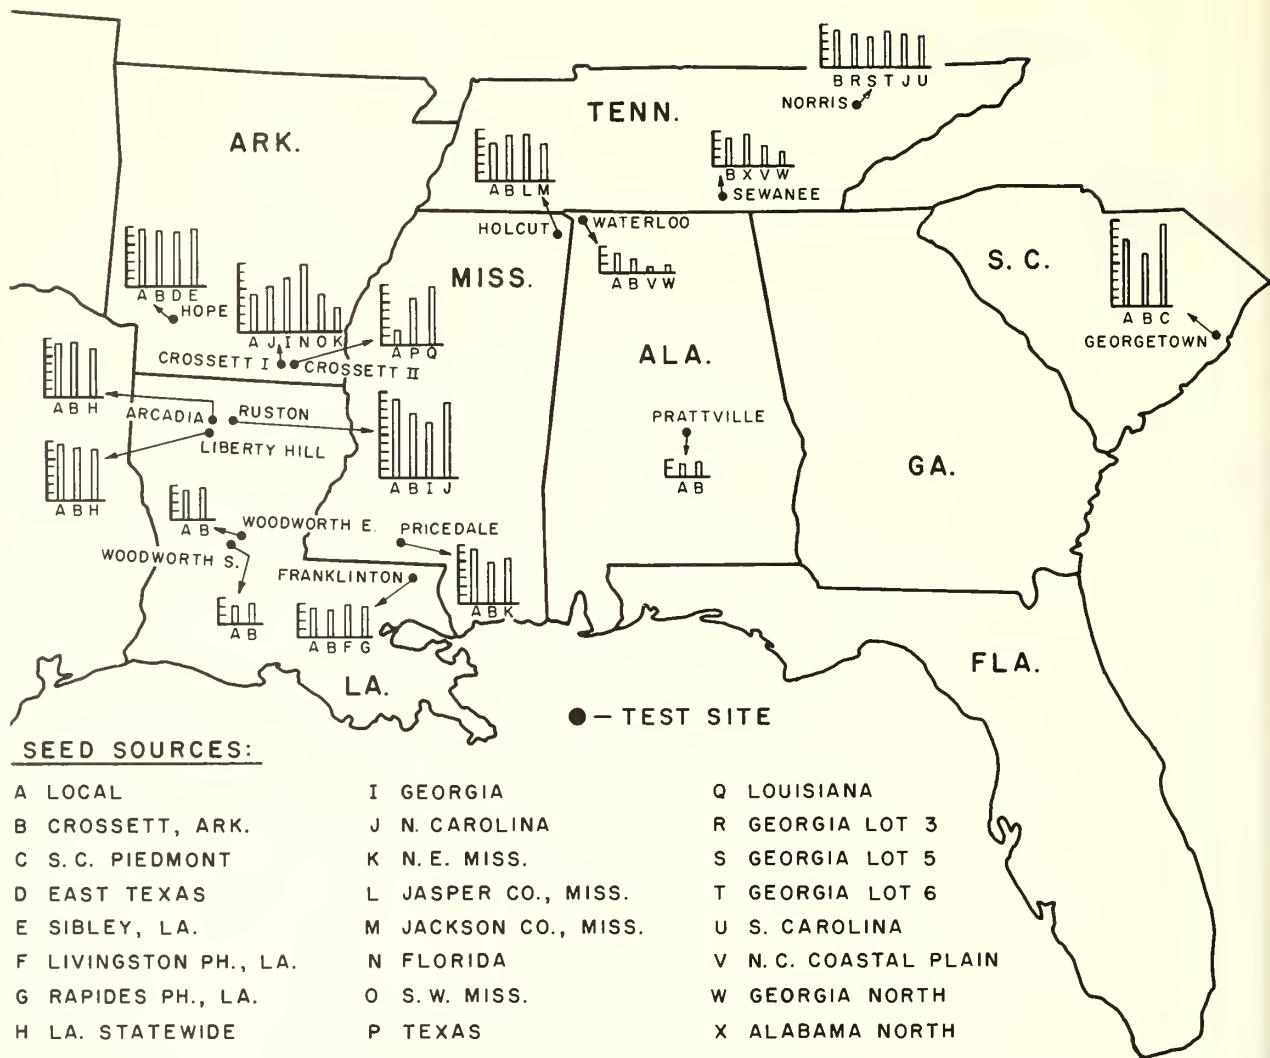 B R S T J U
NORRIS
TENN.
ARK.
A B L M
B X V W
SEWANEE
HOLCUT
WATERLOO
A B V W
MISS.
S. C.
A B C
GEORGETOWN
A B D E
HOPE
A J I N O K
A P Q
CROSSETT I
CROSSETT II
ALA.
A B H
ARCADIA
RUSTON
LIBERTY HILL
A B I J
PRATTVILLE
A B
GA.
A B H
A B
WOODWORTH E.
PRICEDALE
WOODWORTH S.
FRANKLINTON
A B K
A B
A B F G
LA.
FLA.
● – TEST SITE
SEED SOURCES:
A LOCAL
B CROSSETT, ARK.
C S.C. PIEDMONT
D EAST TEXAS
E SIBLEY, LA.
F LIVINGSTON PH., LA.
G RAPIDES PH., LA.
H LA. STATEWIDE
I GEORGIA
J N. CAROLINA
K N.E. MISS.
L JASPER CO., MISS.
M JACKSON CO., MISS.
N FLORIDA
O S.W. MISS.
P TEXAS
Q LOUISIANA
R GEORGIA LOT 3
S GEORGIA LOT 5
T GEORGIA LOT 6
U S. CAROLINA
V N.C. COASTAL PLAIN
W GEORGIA NORTH
X ALABAMA NORTH